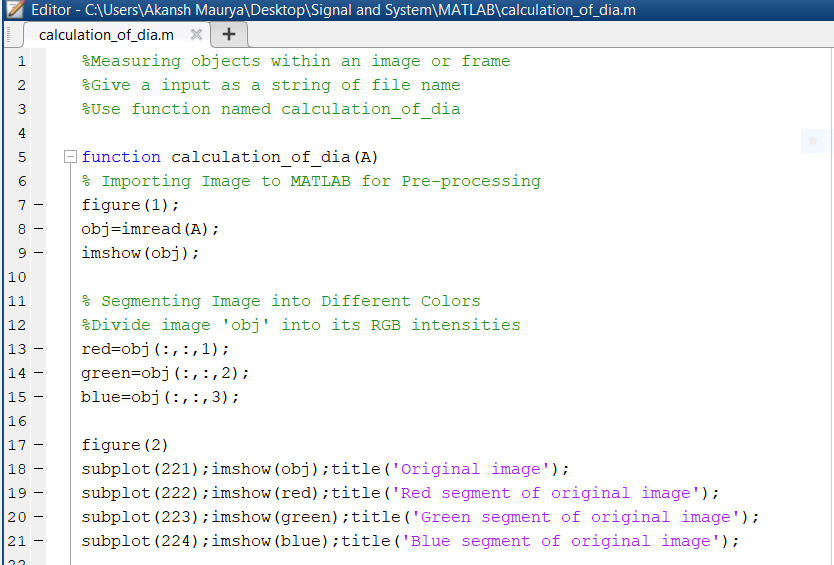 Editor - C:\Users\Akansh Maurya\Desktop\Signal and System\MATLAB\calculation_of_dia.m
calculation_of_dia.m × +
1 %Measuring objects within an image or frame
2 %Give a input as a string of file name
3 %Use function named calculation_of_dia
4
5 function calculation_of_dia(A)
6 % Importing Image to MATLAB for Pre-processing
7 – figure(1);
8 – obj=imread(A);
9 – imshow(obj);
10
11 % Segmenting Image into Different Colors
12 %Divide image 'obj' into its RGB intensities
13 – red=obj(:,:,1);
14 – green=obj(:,:,2);
15 – blue=obj(:,:,3);
16
17 – figure(2)
18 – subplot(221);imshow(obj);title('Original image');
19 – subplot(222);imshow(red);title('Red segment of original image');
20 – subplot(223);imshow(green);title('Green segment of original image');
21 – subplot(224);imshow(blue);title('Blue segment of original image');